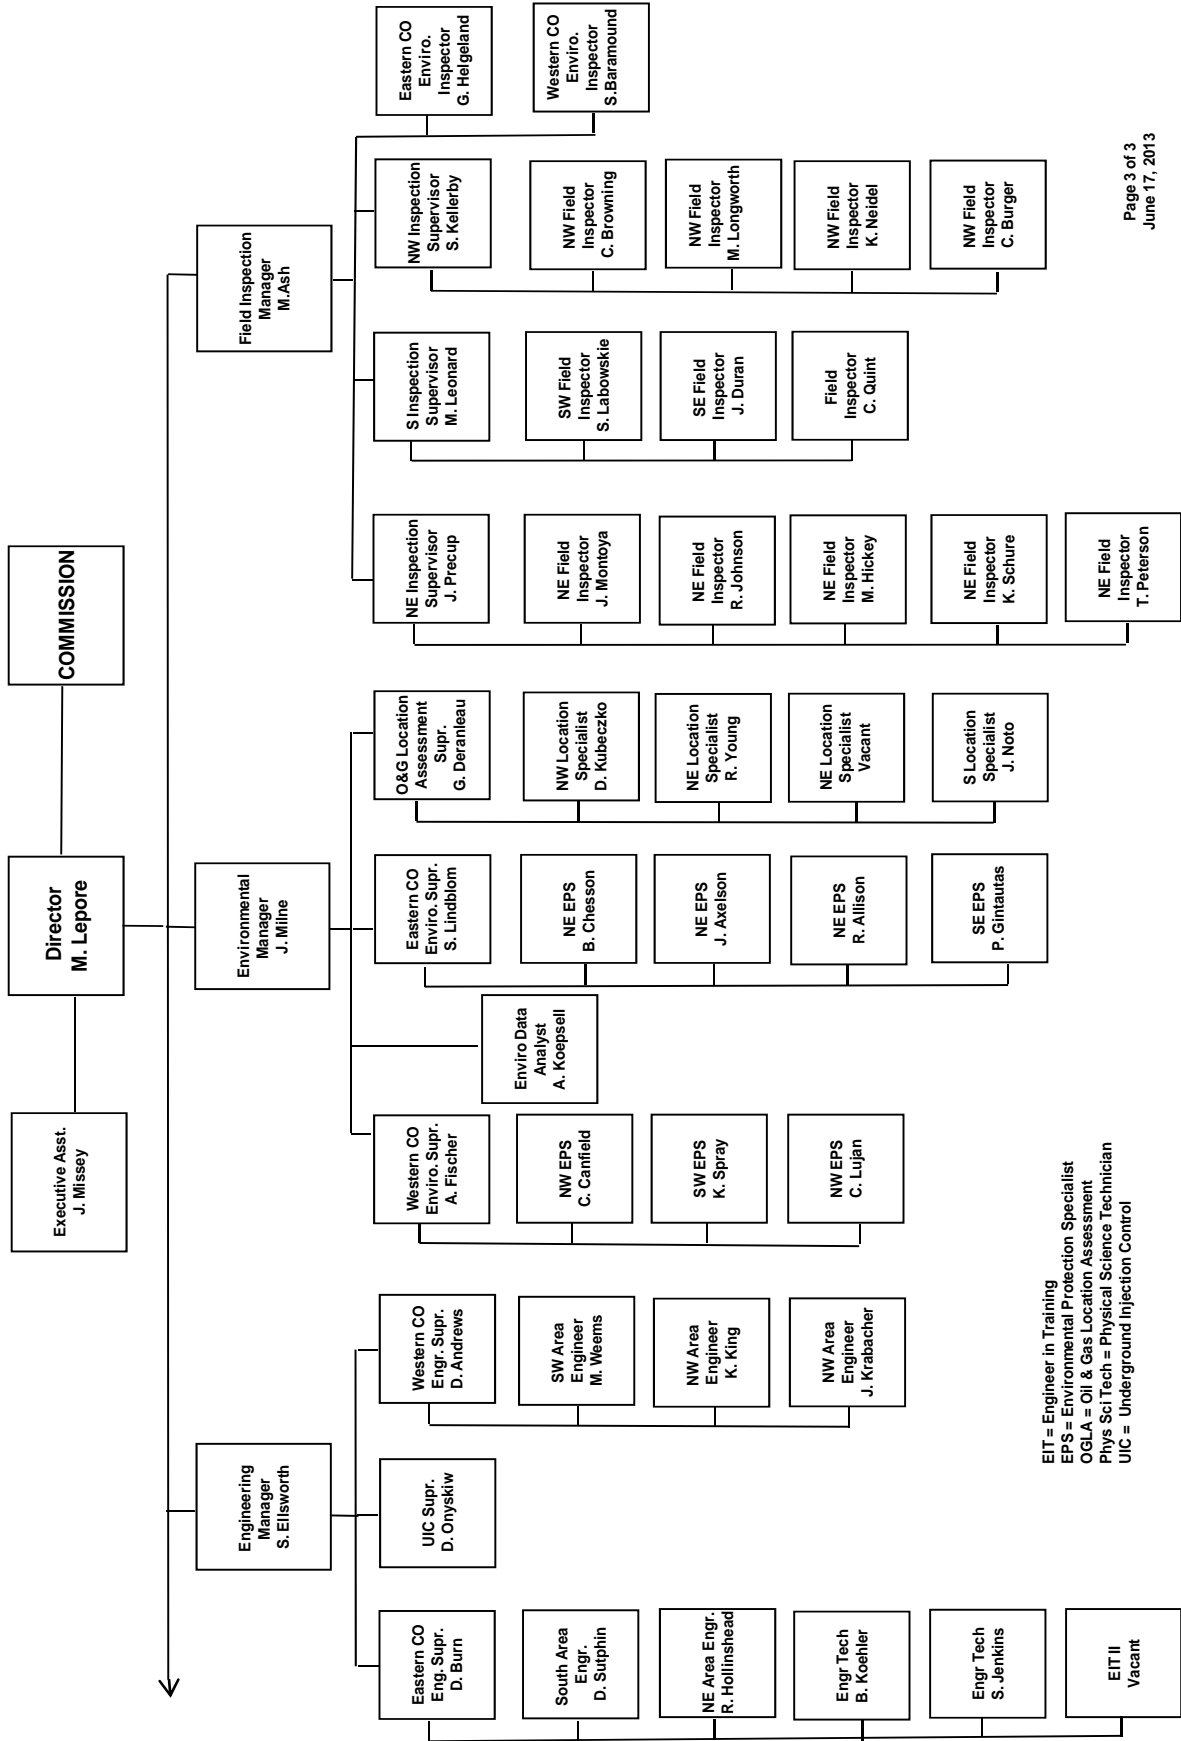 Executive Asst.
J. Missey
Director
M. Lepore
COMMISSION
Engineering
Manager
S. Ellsworth
Environmental
Manager
J. Milne
Field Inspection
Manager
M.Ash
Eastern CO
Eng. Supr.
D. Burn
South Area
Engr.
D. Sutphin
NE Area Engr.
R. Hollinshead
Engr Tech
B. Koehler
Engr Tech
S. Jenkins
EIT II
Vacant
UIC Supr.
D. Onyskiw
Western CO
Engr. Supr.
D. Andrews
SW Area
Engineer
M. Weems
NW Area
Engineer
K. King
NW Area
Engineer
J. Krabacher
Western CO
Enviro. Supr.
A. Fischer
NW EPS
C. Canfield
SW EPS
K. Spray
NW EPS
C. Lujan
Enviro Data
Analyst
A. Koepsell
Eastern CO
Enviro. Supr.
S. Lindblom
NE EPS
B. Chesson
NE EPS
J. Axelson
NE EPS
R. Allison
SE EPS
P. Gintautas
O&G Location
Assessment
Supr.
G. Deranleau
NW Location
Specialist
D. Kubeczko
NE Location
Specialist
R. Young
NE Location
Specialist
Vacant
S Location
Specialist
J. Noto
NE Inspection
Supervisor
J. Precup
NE Field
Inspector
J. Montoya
NE Field
Inspector
R. Johnson
NE Field
Inspector
M. Hickey
NE Field
Inspector
K. Schure
NE Field
Inspector
T. Peterson
S Inspection
Supervisor
M. Leonard
SW Field
Inspector
S. Labowskie
SE Field
Inspector
J. Duran
Field
Inspector
C. Quint
NW Inspection
Supervisor
S. Kellerby
NW Field
Inspector
C. Browning
NW Field
Inspector
M. Longworth
NW Field
Inspector
K. Neidel
NW Field
Inspector
C. Burger
Eastern CO
Enviro.
Inspector
G. Helgeland
Western CO
Enviro.
Inspector
S.Baramound
EIT = Engineer in Training
EPS = Environmental Protection Specialist
OGLA = Oil & Gas Location Assessment
Phys Sci Tech = Physical Science Technician
UIC = Underground Injection Control
Page 3 of 3
June 17, 2013